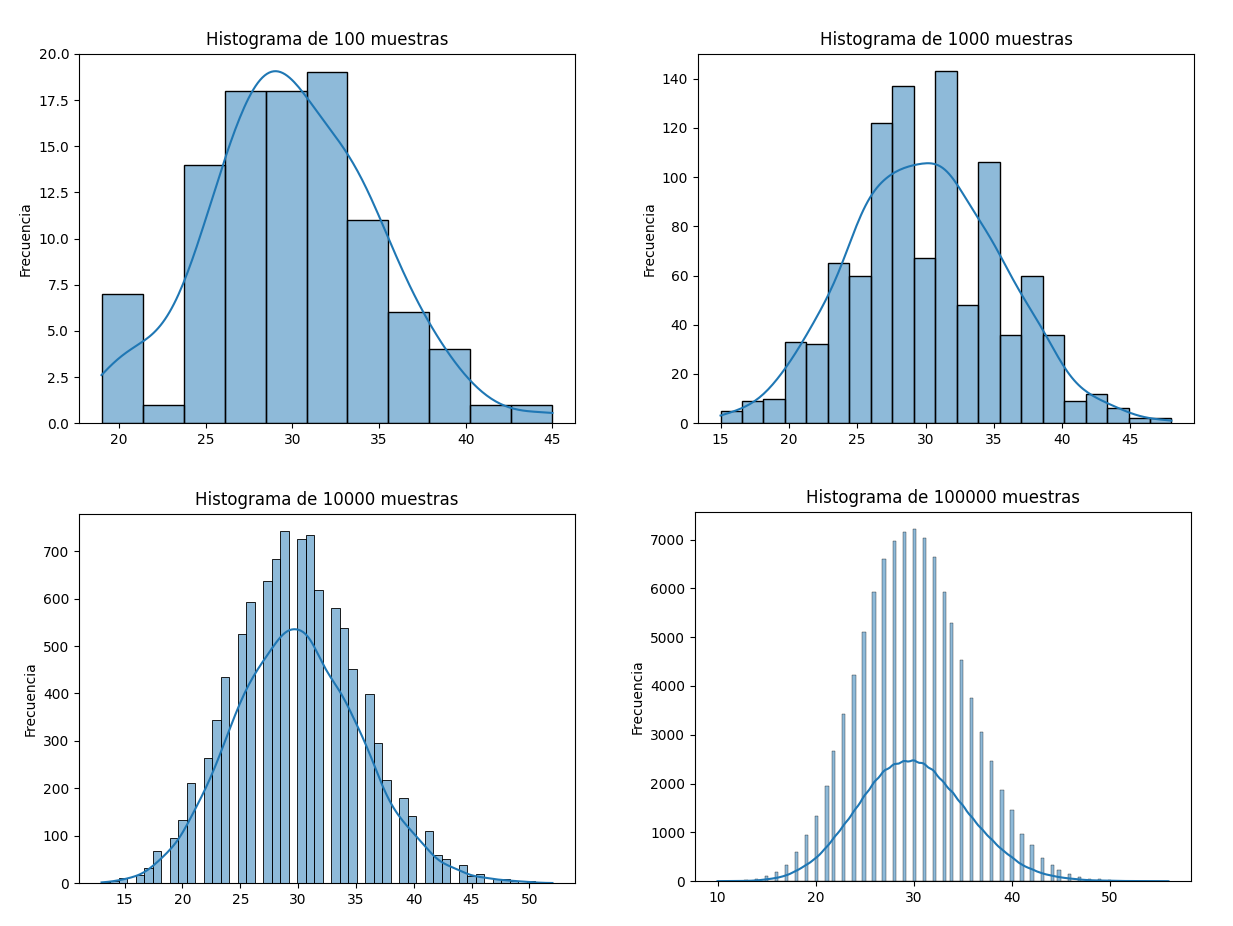 Histograma de 100 muestras
20.0
17.5
15.0
12.5
10.0
7.5
5.0
2.5
0.0
Frecuencia
20 25 30 35 40 45
Histograma de 1000 muestras
140
120
100
80
60
40
20
0
Frecuencia
15 20 25 30 35 40 45
Histograma de 10000 muestras
700
600
500
400
300
200
100
0
Frecuencia
15 20 25 30 35 40 45 50
Histograma de 100000 muestras
7000
6000
5000
4000
3000
2000
1000
0
Frecuencia
10 20 30 40 50